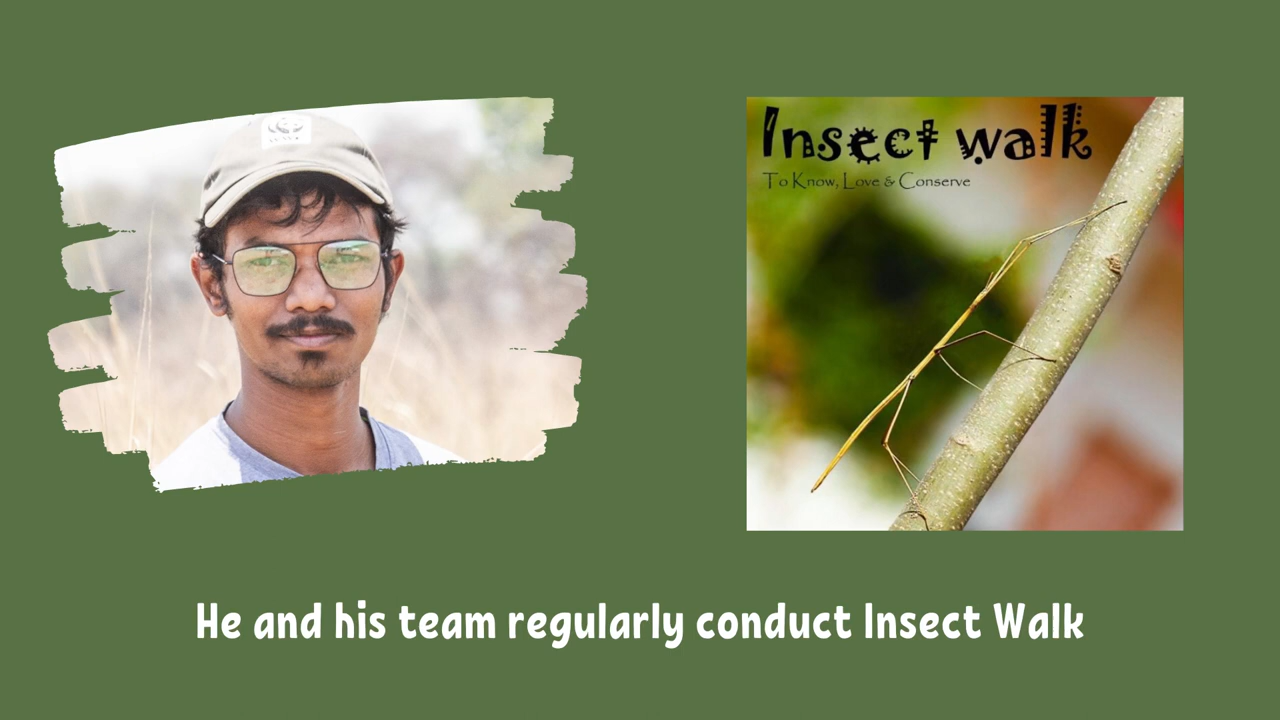 Insect walk
To Know, Love & Conserve
He and his team regularly conduct Insect Walk